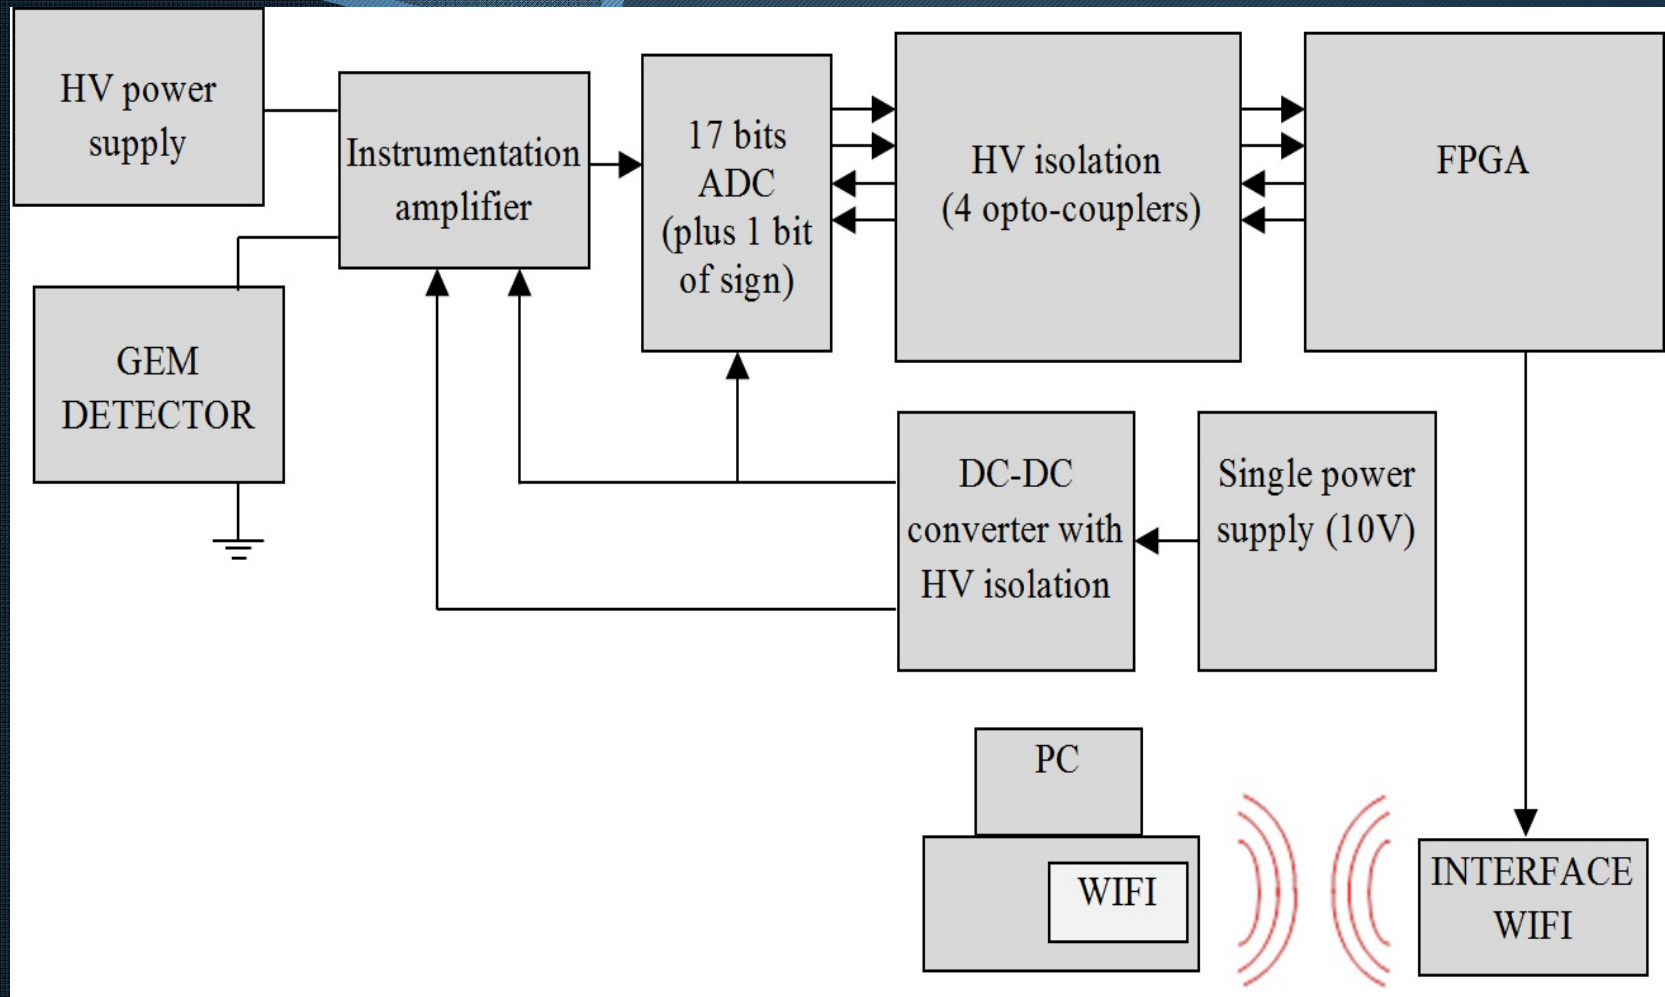 HV power
supply
Instrumentation
amplifier
17 bits
ADC
(plus 1 bit
of sign)
HV isolation
(4 opto-couplers)
FPGA
GEM
DETECTOR
DC-DC
converter with
HV isolation
Single power
supply (10V)
PC
WIFI
INTERFACE
WIFI